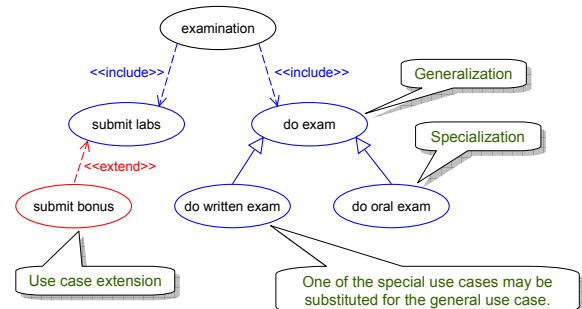 examination
<<include>>
<<include>>
Generalization
submit labs
do exam
Specialization
<<extend>>
submit bonus
do written exam
do oral exam
Use case extension
One of the special use cases may be
substituted for the general use case.